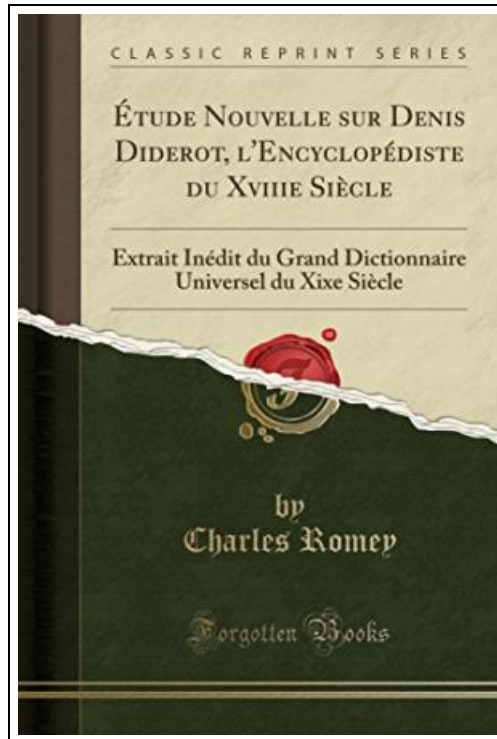 CLASSIC REPRINT SERIES
ÉTUDE NOUVELLE SUR DENIS
DIDEROT, L'ENCYCLOPÉDISTE
DU XVIIIE SIÈCLE
Extrait Inédit du Grand Dictionnaire
Universel du Xixe Siècle
by
Charles Romey
Forgotten Books